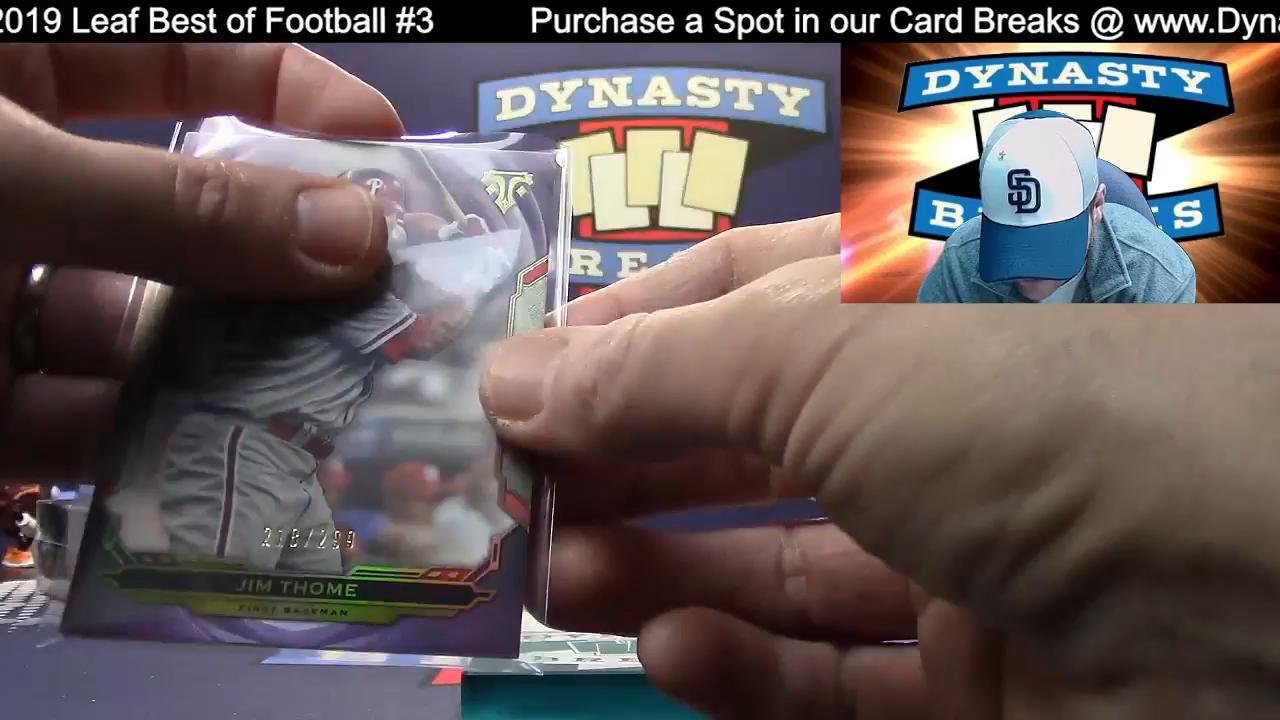 2019 Leaf Best of Football #3 Purchase a Spot in our Card Breaks @ www.Dyna
DYNASTY
DYNASTY
SD
P
JIM THOME
FIRST BASEMAN